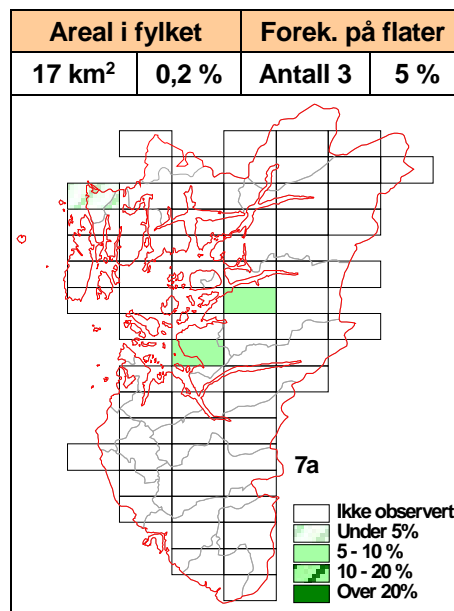 Areal i fylket Forek. på flater
17 km² 0,2 % Antall 3 5 %
7a
Ikke observert
Under 5%
5 - 10 %
10 - 20 %
Over 20%